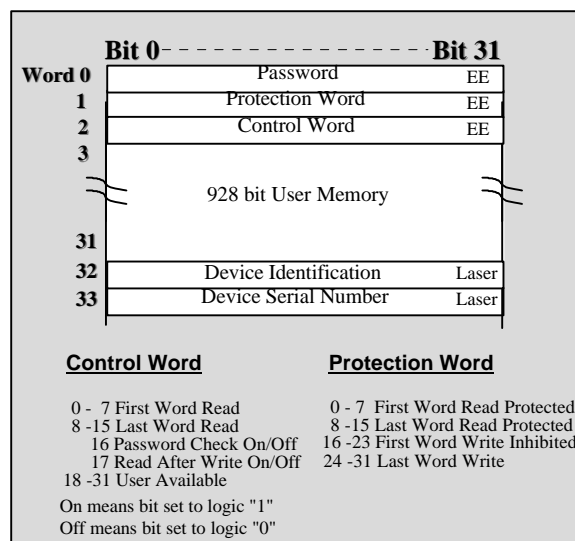 Bit 0 Bit 31
Word 0 Password EE
1 Protection Word EE
2 Control Word EE
3
928 bit User Memory
31
32 Device Identification Laser
33 Device Serial Number Laser
Control Word
0 - 7 First Word Read
8 -15 Last Word Read
16 Password Check On/Off
17 Read After Write On/Off
18 -31 User Available
On means bit set to logic "1"
Off means bit set to logic "0"
Protection Word
0 - 7 First Word Read Protected
8 -15 Last Word Read Protected
16 -23 First Word Write Inhibited
24 -31 Last Word Write